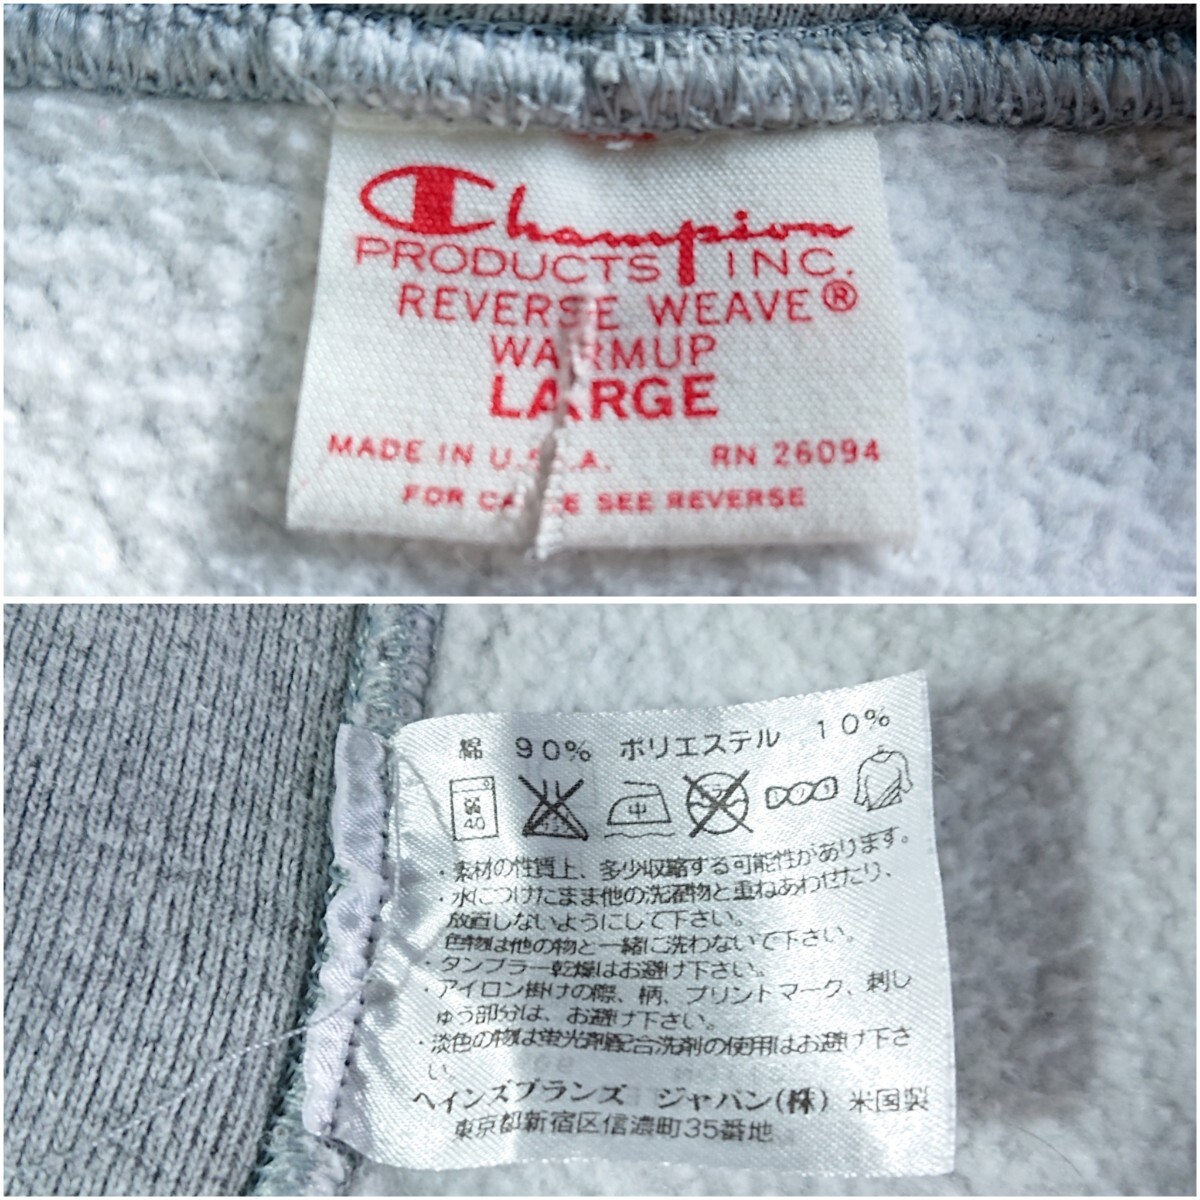 Champion
PRODUCTS INC.
REVERSE WEAVE®
WARMUP
LARGE
MADE IN U.S.A. RN 26094
FOR CARE SEE REVERSE
綿 90% ポリエステル 10%
弱
40
中
・素材の性質上、多少収縮する可能性があります。
・水につけたまま他の洗濯物と重ねあわせたり、
放置しないようにして下さい。
色物は他の物と一緒に洗わないで下さい。
・タンブラー乾燥はお避け下さい。
・アイロン掛けの際、柄、プリントマーク、刺し
ゅう部分は、お避け下さい。
・淡色の物は蛍光剤配合洗剤の使用はお避け下さ
い。
ヘインズブランズ ジャパン(株) 米国製
東京都新宿区信濃町35番地